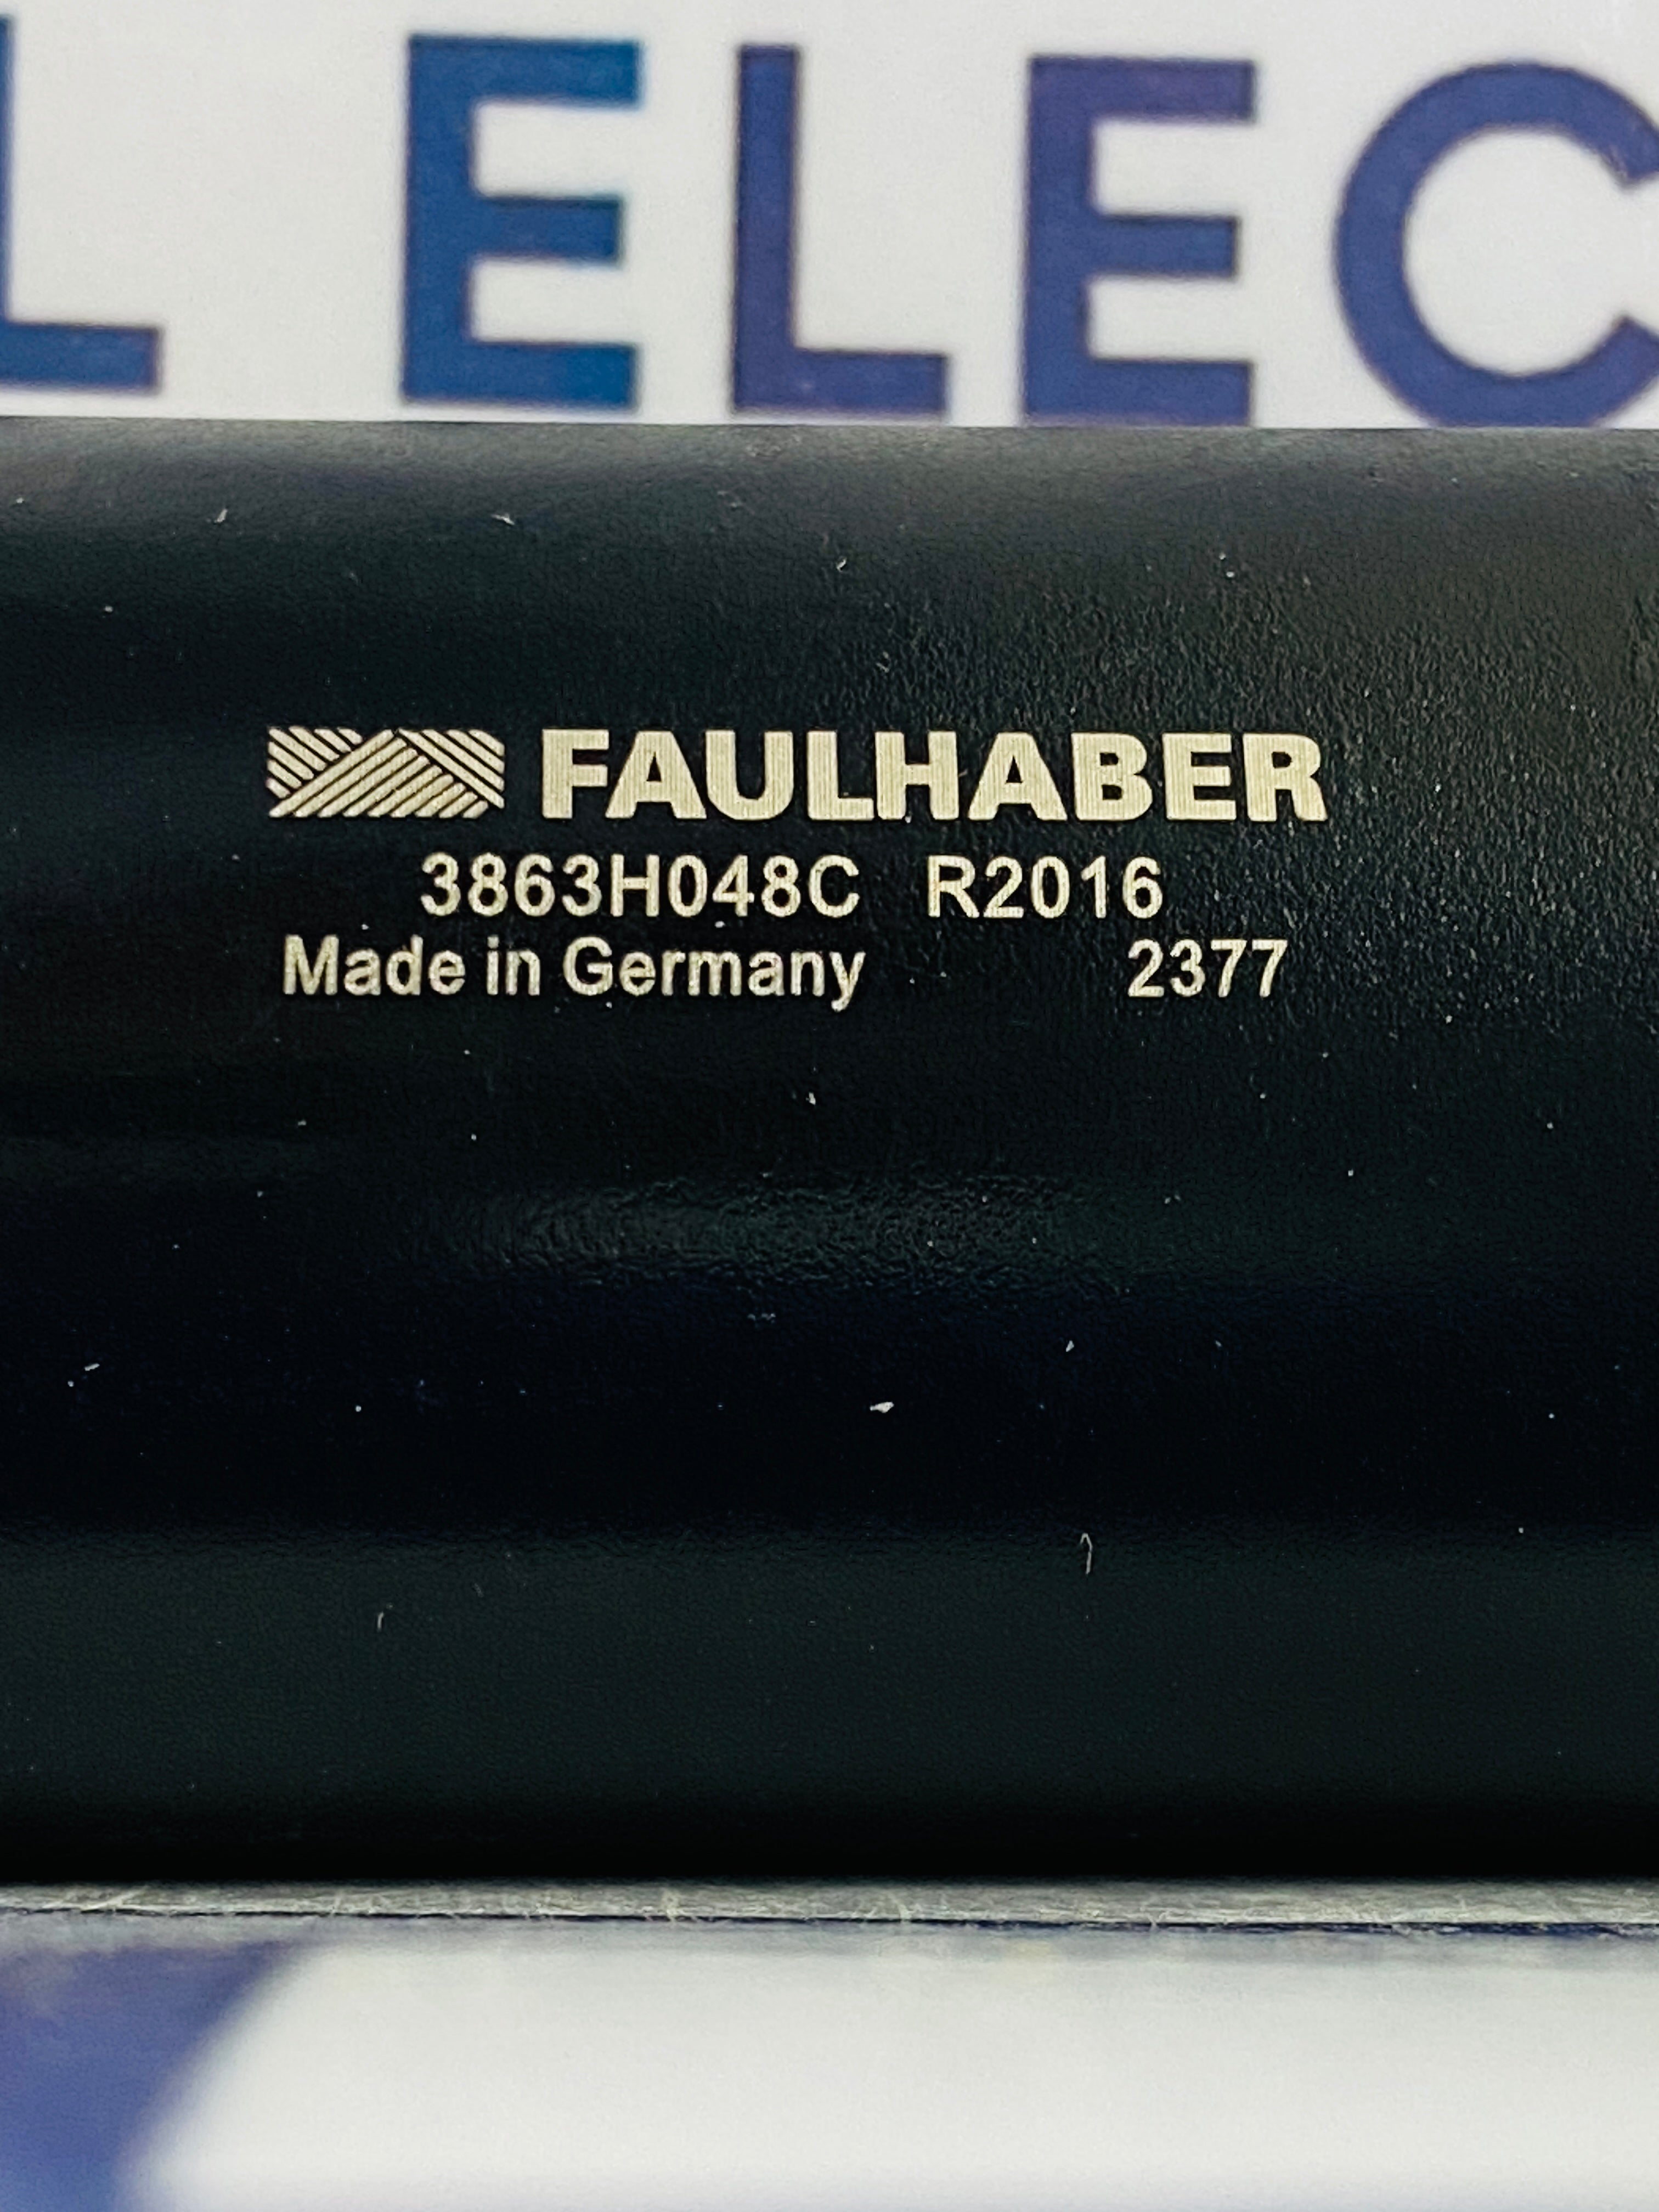 L ELEC
FAULHABER
3863H048C R2016
Made in Germany 2377